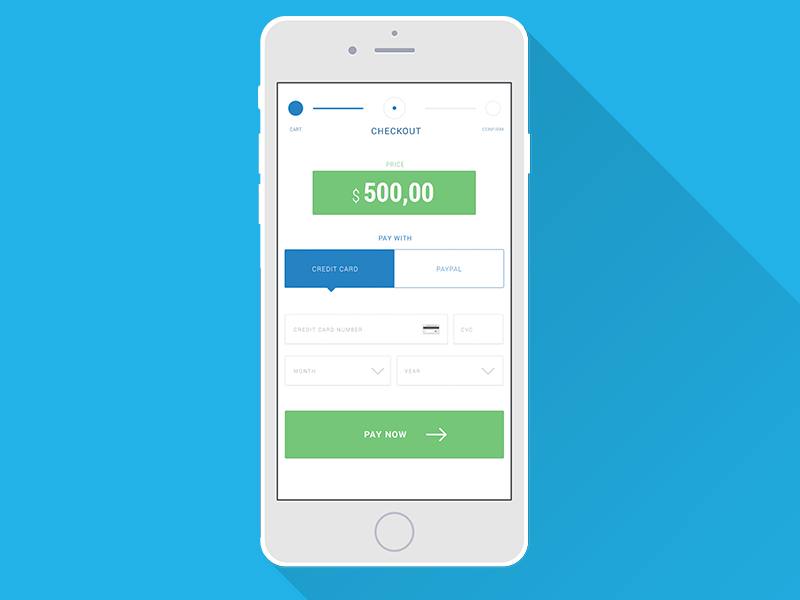 CART
CHECKOUT
CONFIRM
PRICE
$ 500,00
PAY WITH
CREDIT CARD
PAYPAL
CREDIT CARD NUMBER
CVC
MONTH
YEAR
PAY NOW